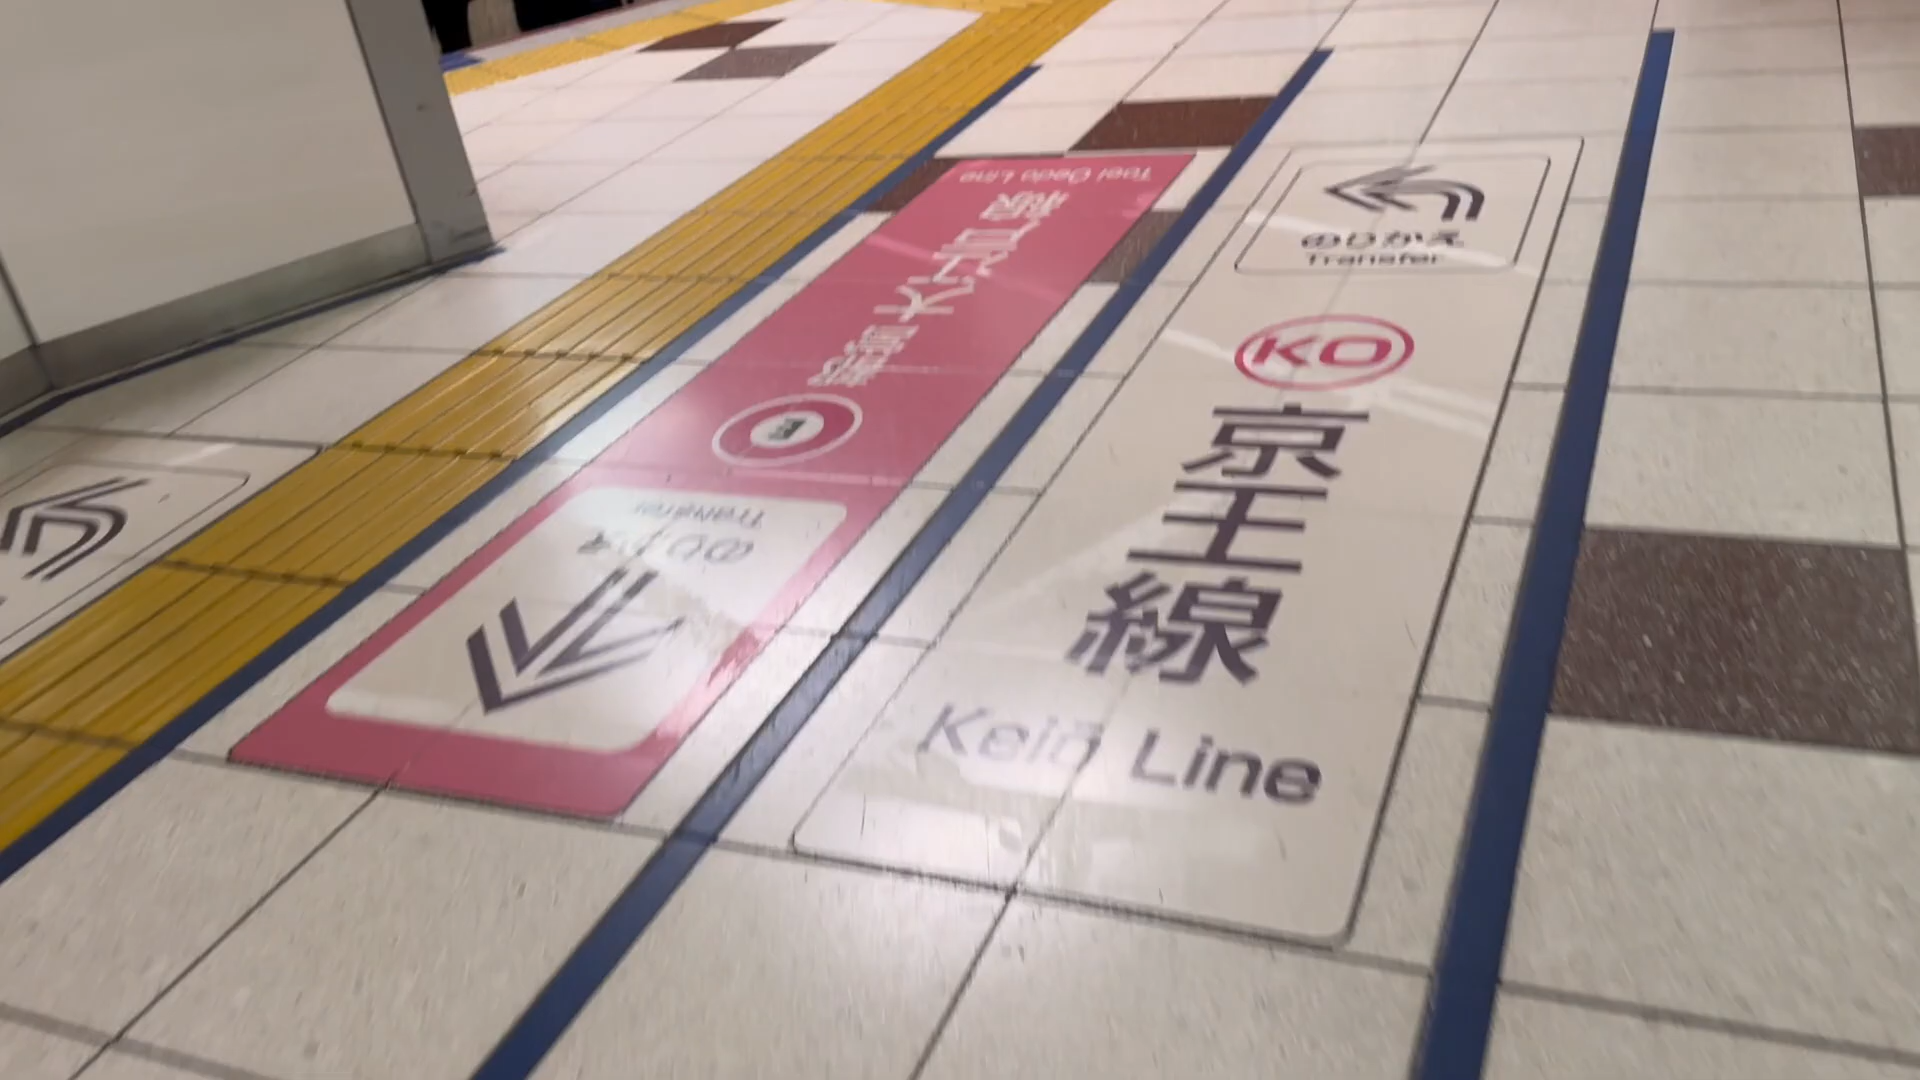 のりかえ
Transfer
KO
京王線
Keiō Line
のりかえ
Transfer
都営大江戸線
Toei Oedo Line